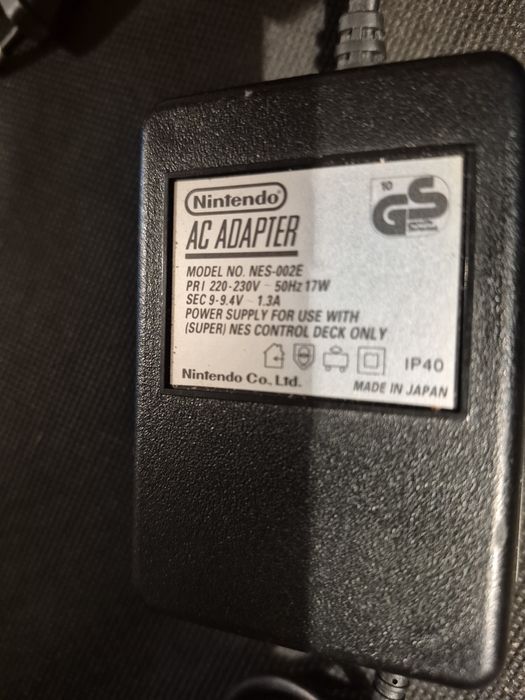 Nintendo
10
GS
AC ADAPTER
MODEL NO. NES-002E
PRI 220-230V ~ 50Hz 17W
SEC 9-9.4V ~ 1.3A
POWER SUPPLY FOR USE WITH
(SUPER) NES CONTROL DECK ONLY
IP40
Nintendo Co., Ltd.
MADE IN JAPAN